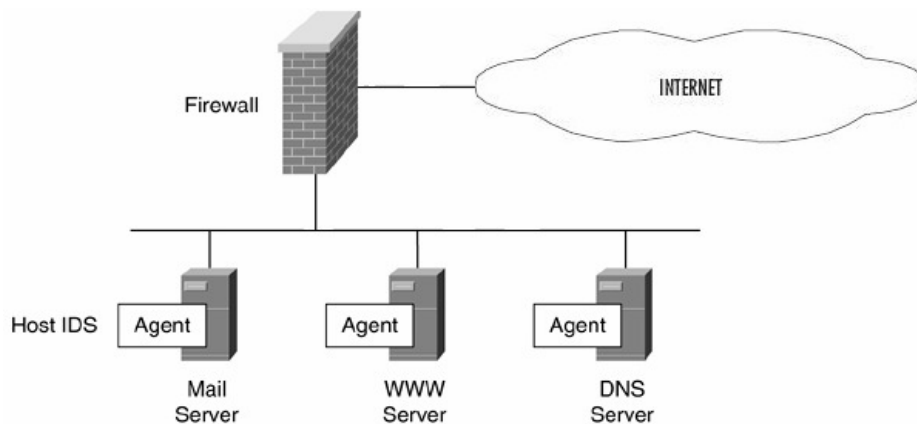 Firewall
INTERNET
Host IDS
Agent
Agent
Agent
Mail
Server
WWW
Server
DNS
Server